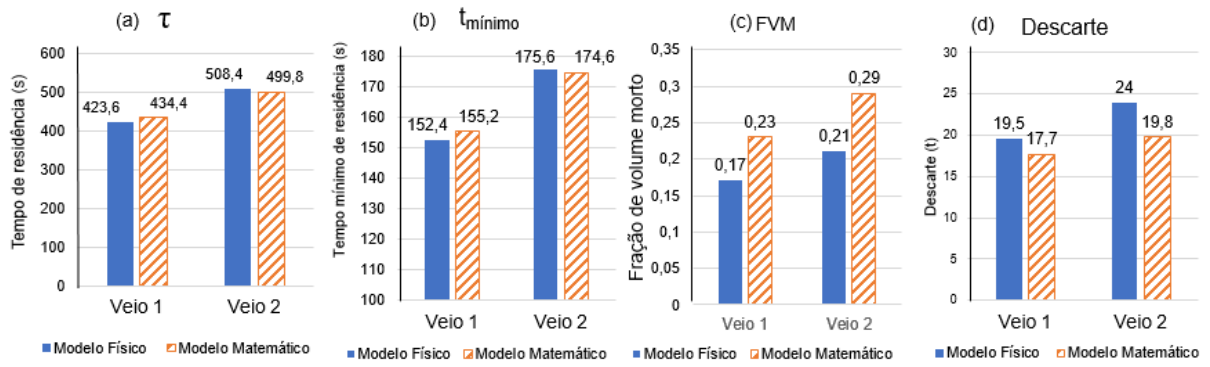 (a) τ
Tempo de residência (s)
600
500
400
300
200
100
0
423,6
434,4
508,4
499,8
Veio 1
Veio 2
Modelo Físico
Modelo Matemático
(b) tmínimo
Tempo mínimo de residência (s)
180
170
160
150
140
130
120
110
100
152,4
155,2
175,6
174,6
Veio 1
Veio 2
Modelo Físico
Modelo Matemático
(c) FVM
Fração de volume morto
0,35
0,3
0,25
0,2
0,15
0,1
0,05
0
0,17
0,23
0,21
0,29
Veio 1
Veio 2
Modelo Físico
Modelo Matemático
(d) Descarte
Descarte (t)
30
25
20
15
10
5
0
19,5
17,7
24
19,8
Veio 1
Veio 2
Modelo Físico
Modelo Matemático